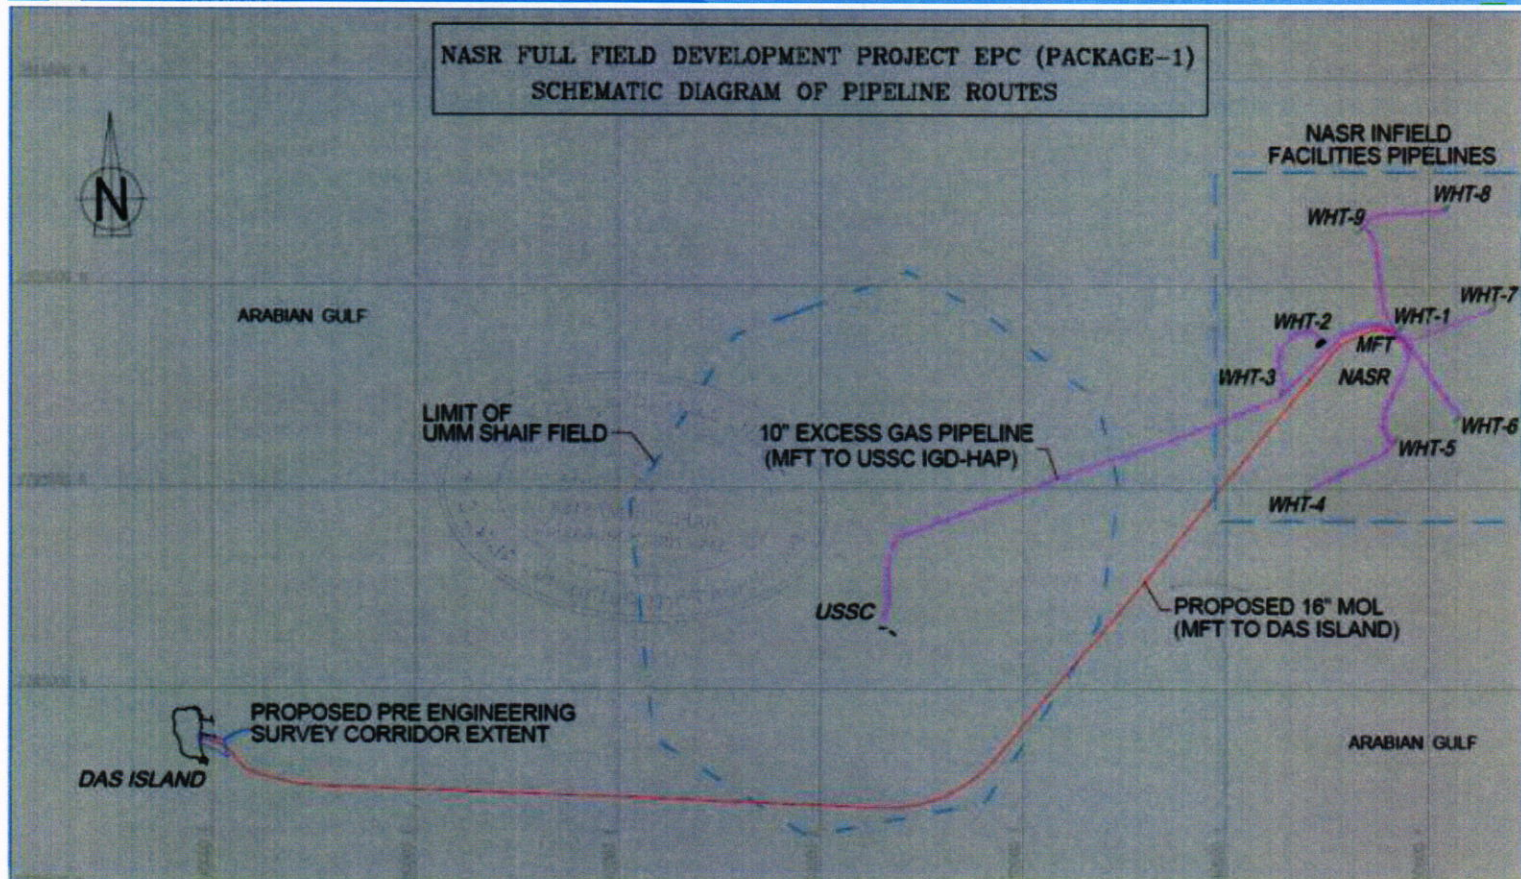 NASR FULL FIELD DEVELOPMENT PROJECT EPC (PACKAGE-1)
SCHEMATIC DIAGRAM OF PIPELINE ROUTES
N
NASR INFIELD
FACILITIES PIPELINES
WHT-8
WHT-9
WHT-7
ARABIAN GULF
WHT-2
WHT-1
MFT
WHT-3
NASR
LIMIT OF
UMM SHAIF FIELD
10" EXCESS GAS PIPELINE
(MFT TO USSC IGD-HAP)
WHT-6
WHT-5
WHT-4
USSC
PROPOSED 16" MOL
(MFT TO DAS ISLAND)
PROPOSED PRE ENGINEERING
SURVEY CORRIDOR EXTENT
DAS ISLAND
ARABIAN GULF